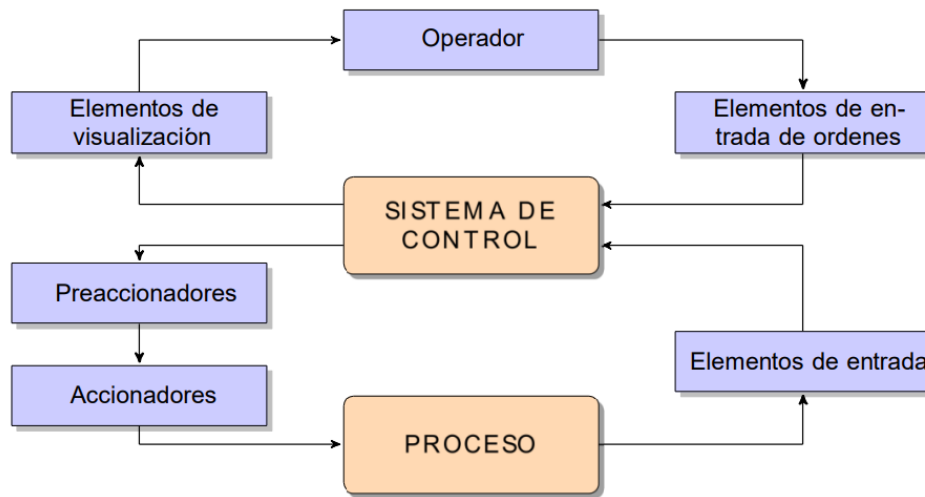 Operador
Elementos de
visualización
Elementos de en-
trada de ordenes
SISTEMA DE
CONTROL
Preaccionadores
Elementos de entrada
Accionadores
PROCESO